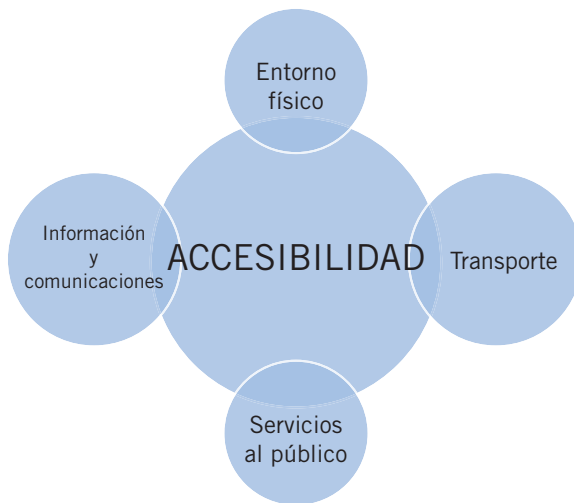 Entorno
físico
Información
y
comunicaciones
ACCESIBILIDAD
Transporte
Servicios
al público